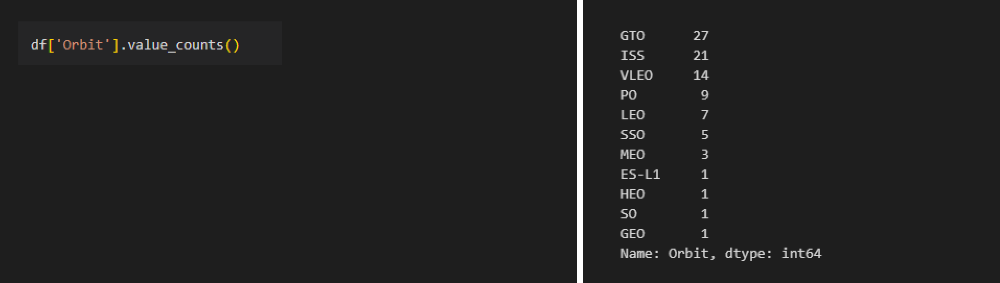 df['Orbit'].value_counts()
GTO 27
ISS 21
VLEO 14
PO 9
LEO 7
SSO 5
MEO 3
ES-L1 1
HEO 1
SO 1
GEO 1
Name: Orbit, dtype: int64